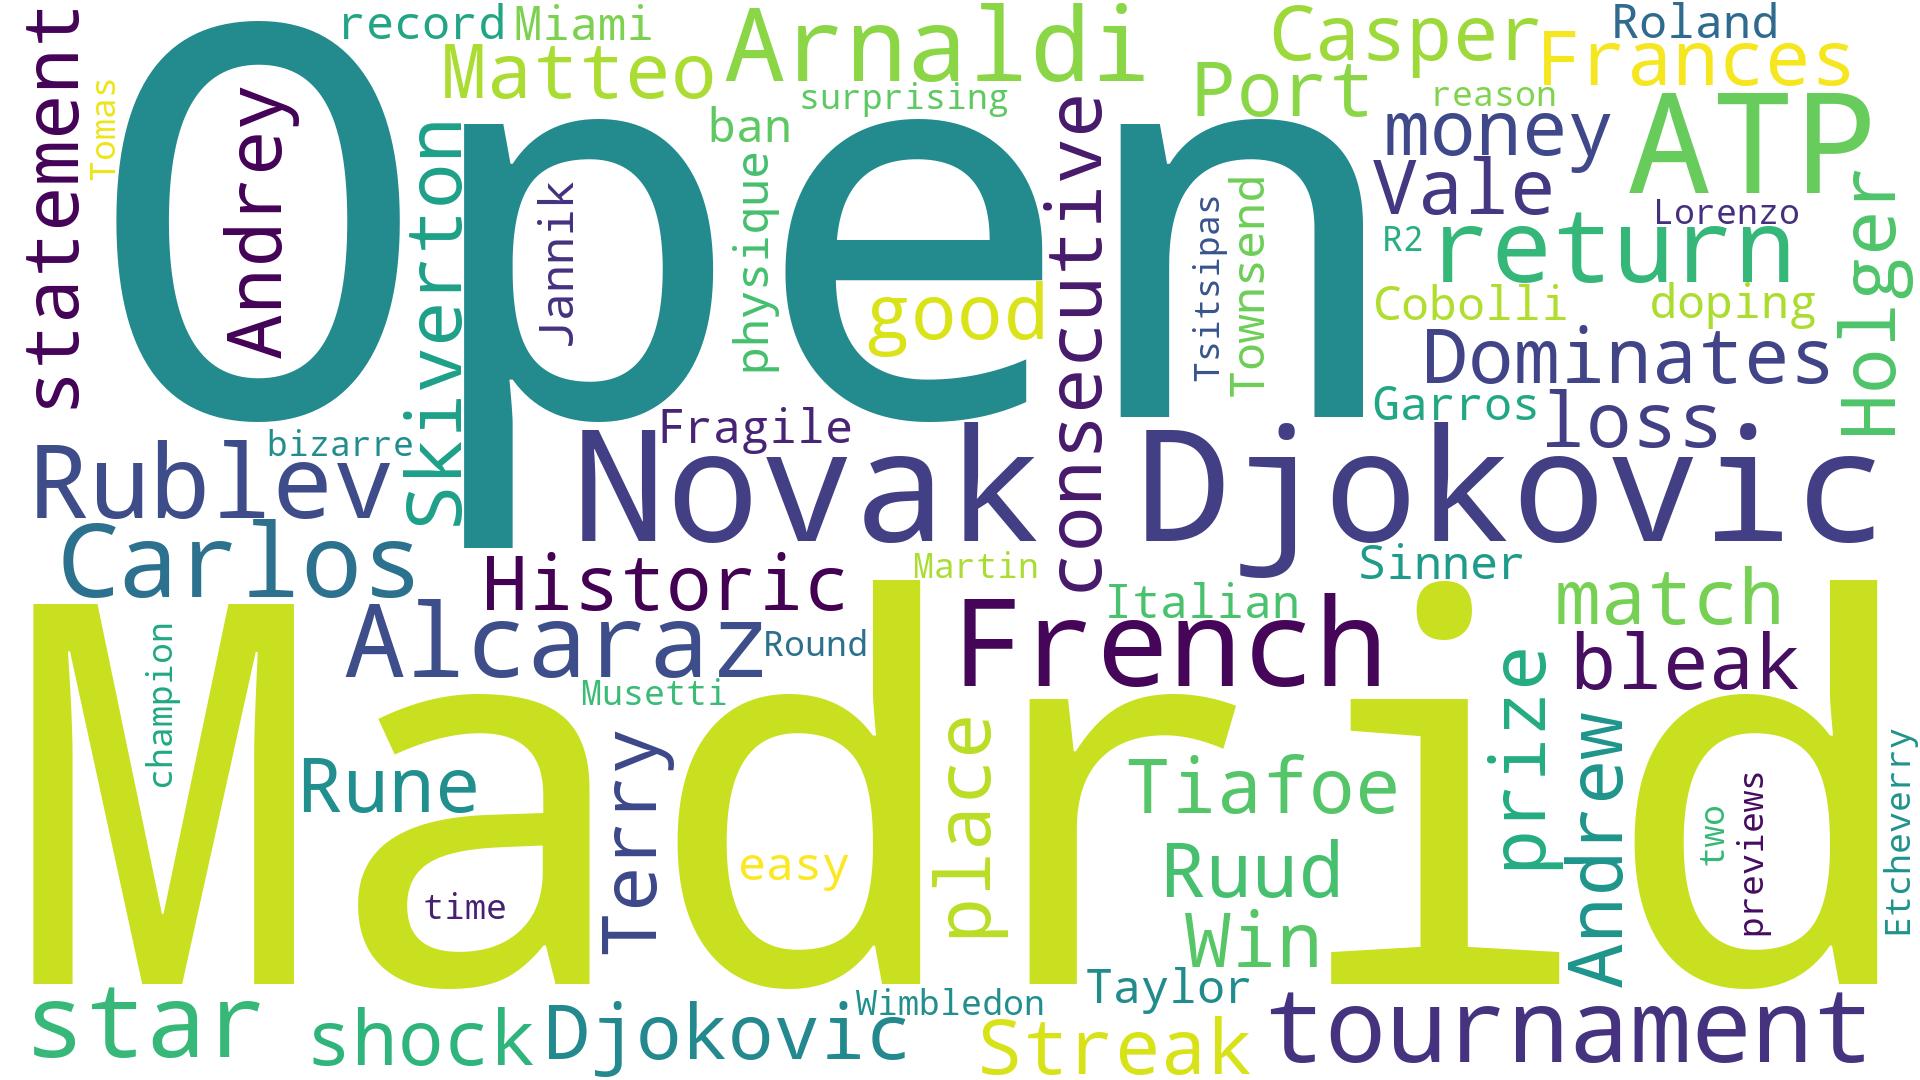 statement
Tomas
Open
Andrey
record
Miami
Matteo
Arnaldi
surprising
ban
Skiverton
Jannik
physique
good
consecutive
Casper
Port
Roland
Frances
reason
money
ATP
Vale
Lorenzo
R2
return
Tsitsipas
Townsend
Cobolli
doping
Holger
Dominates
Garros
loss
Fragile
bizarre
Rublev
Novak Djokovic
Carlos
Historic
Martin
Sinner
Italian
match
Alcaraz
Round
French
bleak
Madrid
champion
Musetti
Rune
Terry
time
easy
place
Tiafoe
Ruud
Win
prize
Andrew
two
previews
Etcheverry
star
shock
Djokovic
Wimbledon
Taylor
Streak
tournament